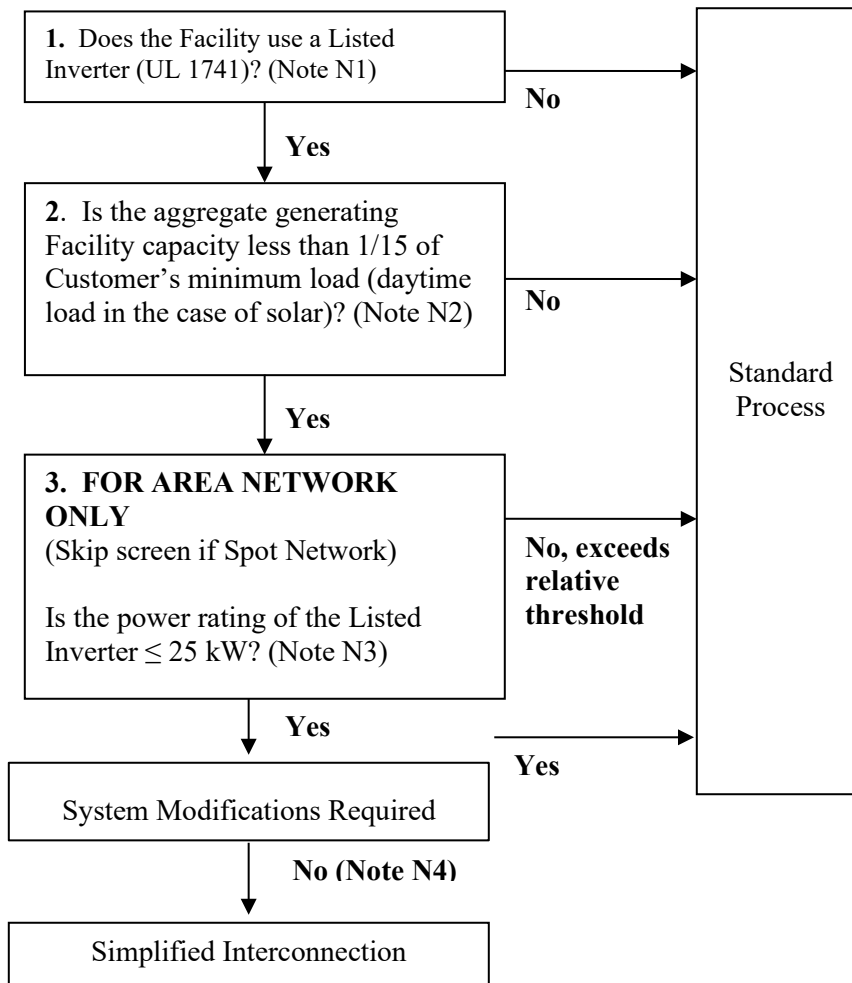 1. Does the Facility use a Listed
Inverter (UL 1741)? (Note N1)
No
Yes
2. Is the aggregate generating
Facility capacity less than 1/15 of
Customer’s minimum load (daytime
load in the case of solar)? (Note N2)
No
Standard
Process
Yes
3. FOR AREA NETWORK
ONLY
(Skip screen if Spot Network)
Is the power rating of the Listed
Inverter ≤ 25 kW? (Note N3)
No, exceeds
relative
threshold
Yes
Yes
System Modifications Required
No (Note N4)
Simplified Interconnection